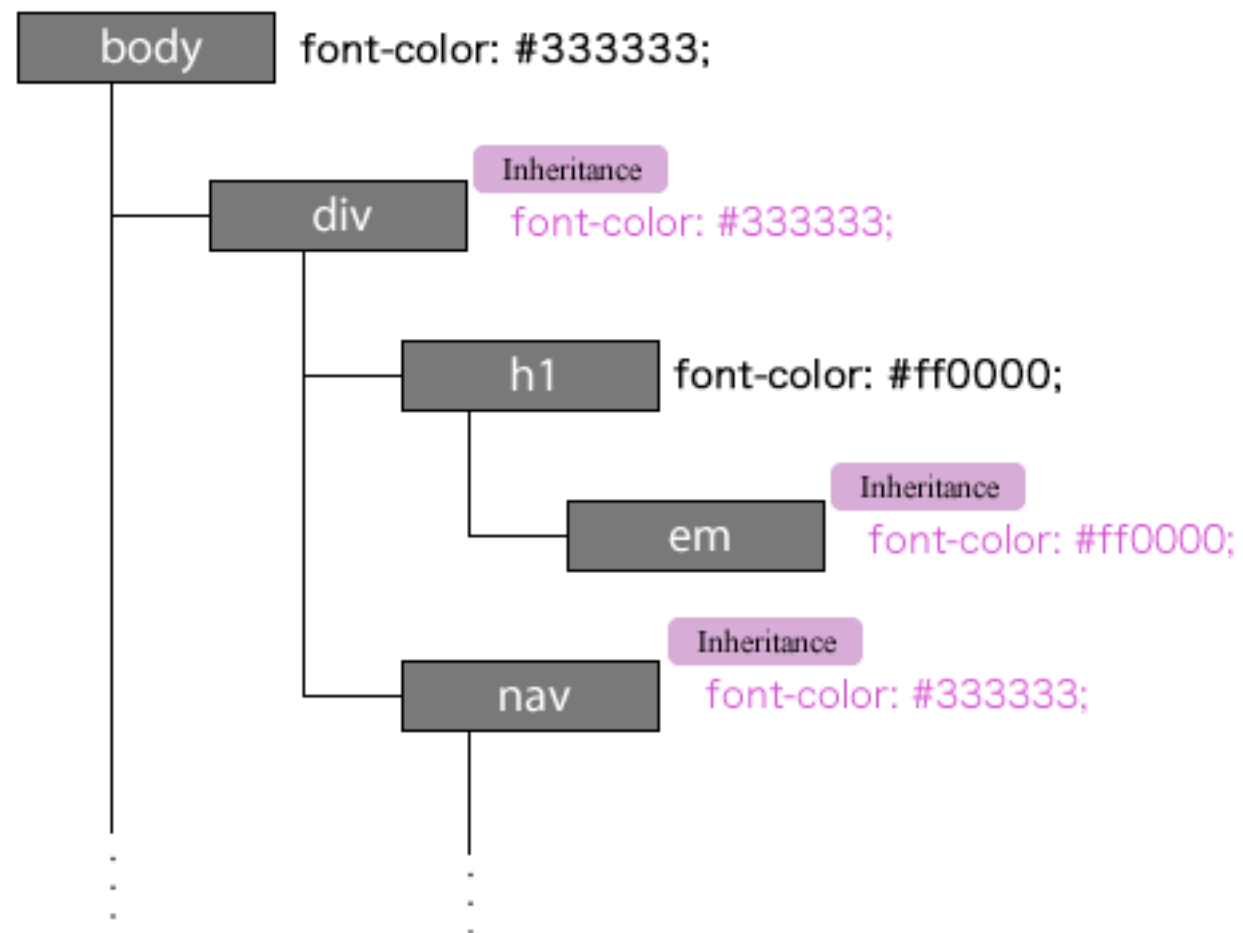 body font-color: #333333;
Inheritance
div font-color: #333333;
h1 font-color: #ff0000;
Inheritance
em font-color: #ff0000;
Inheritance
nav font-color: #333333;